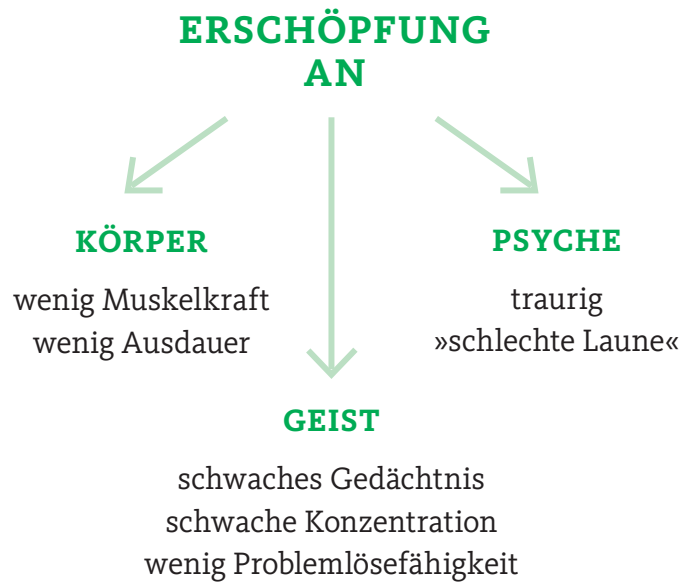 ERSCHÖPFUNG
AN
KÖRPER
wenig Muskelkraft
wenig Ausdauer
PSYCHE
traurig
»schlechte Laune«
GEIST
schwaches Gedächtnis
schwache Konzentration
wenig Problemlösefähigkeit